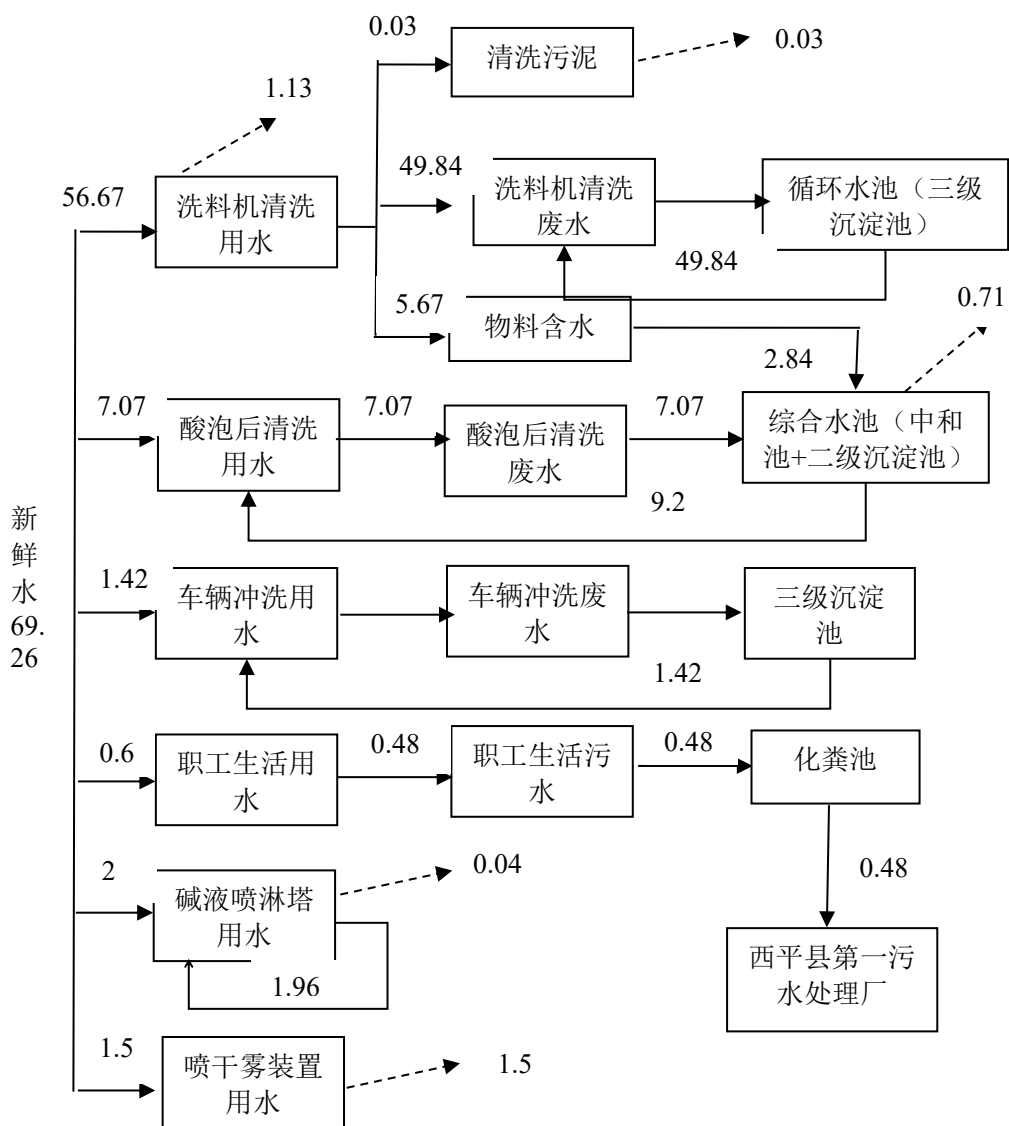 0.03
清洗污泥
0.03
1.13
56.67
洗料机清洗
用水
49.84
洗料机清洗
废水
循环水池（三级
沉淀池）
49.84
5.67
物料含水
2.84
0.71
7.07
酸泡后清洗
用水
7.07
酸泡后清洗
废水
7.07
综合水池（中和
池+二级沉淀池）
9.2
新
鲜
水
69.
26
1.42
车辆冲洗用
水
车辆冲洗废
水
三级沉淀
池
1.42
0.6
职工生活用
水
0.48
职工生活污
水
0.48
化粪池
0.48
西平县第一污
水处理厂
2
碱液喷淋塔
用水
0.04
1.96
1.5
喷干雾装置
用水
1.5